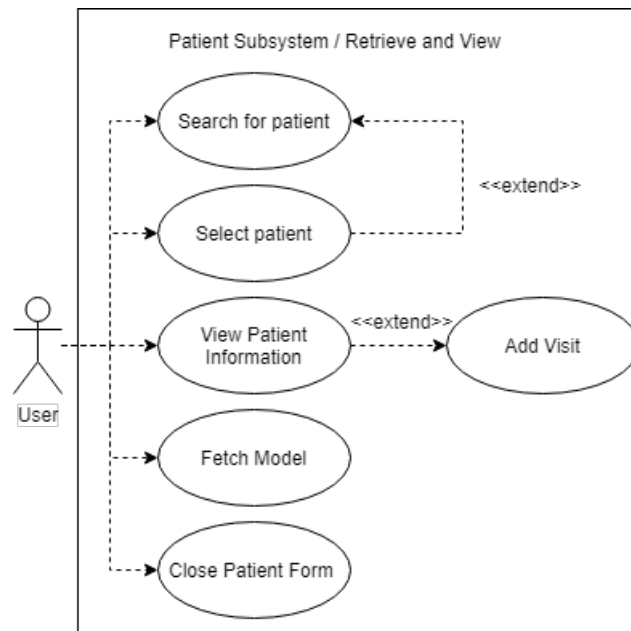 Patient Subsystem / Retrieve and View
Search for patient
<<extend>>
Select patient
<<extend>>
View Patient
Information
Add Visit
User
Fetch Model
Close Patient Form